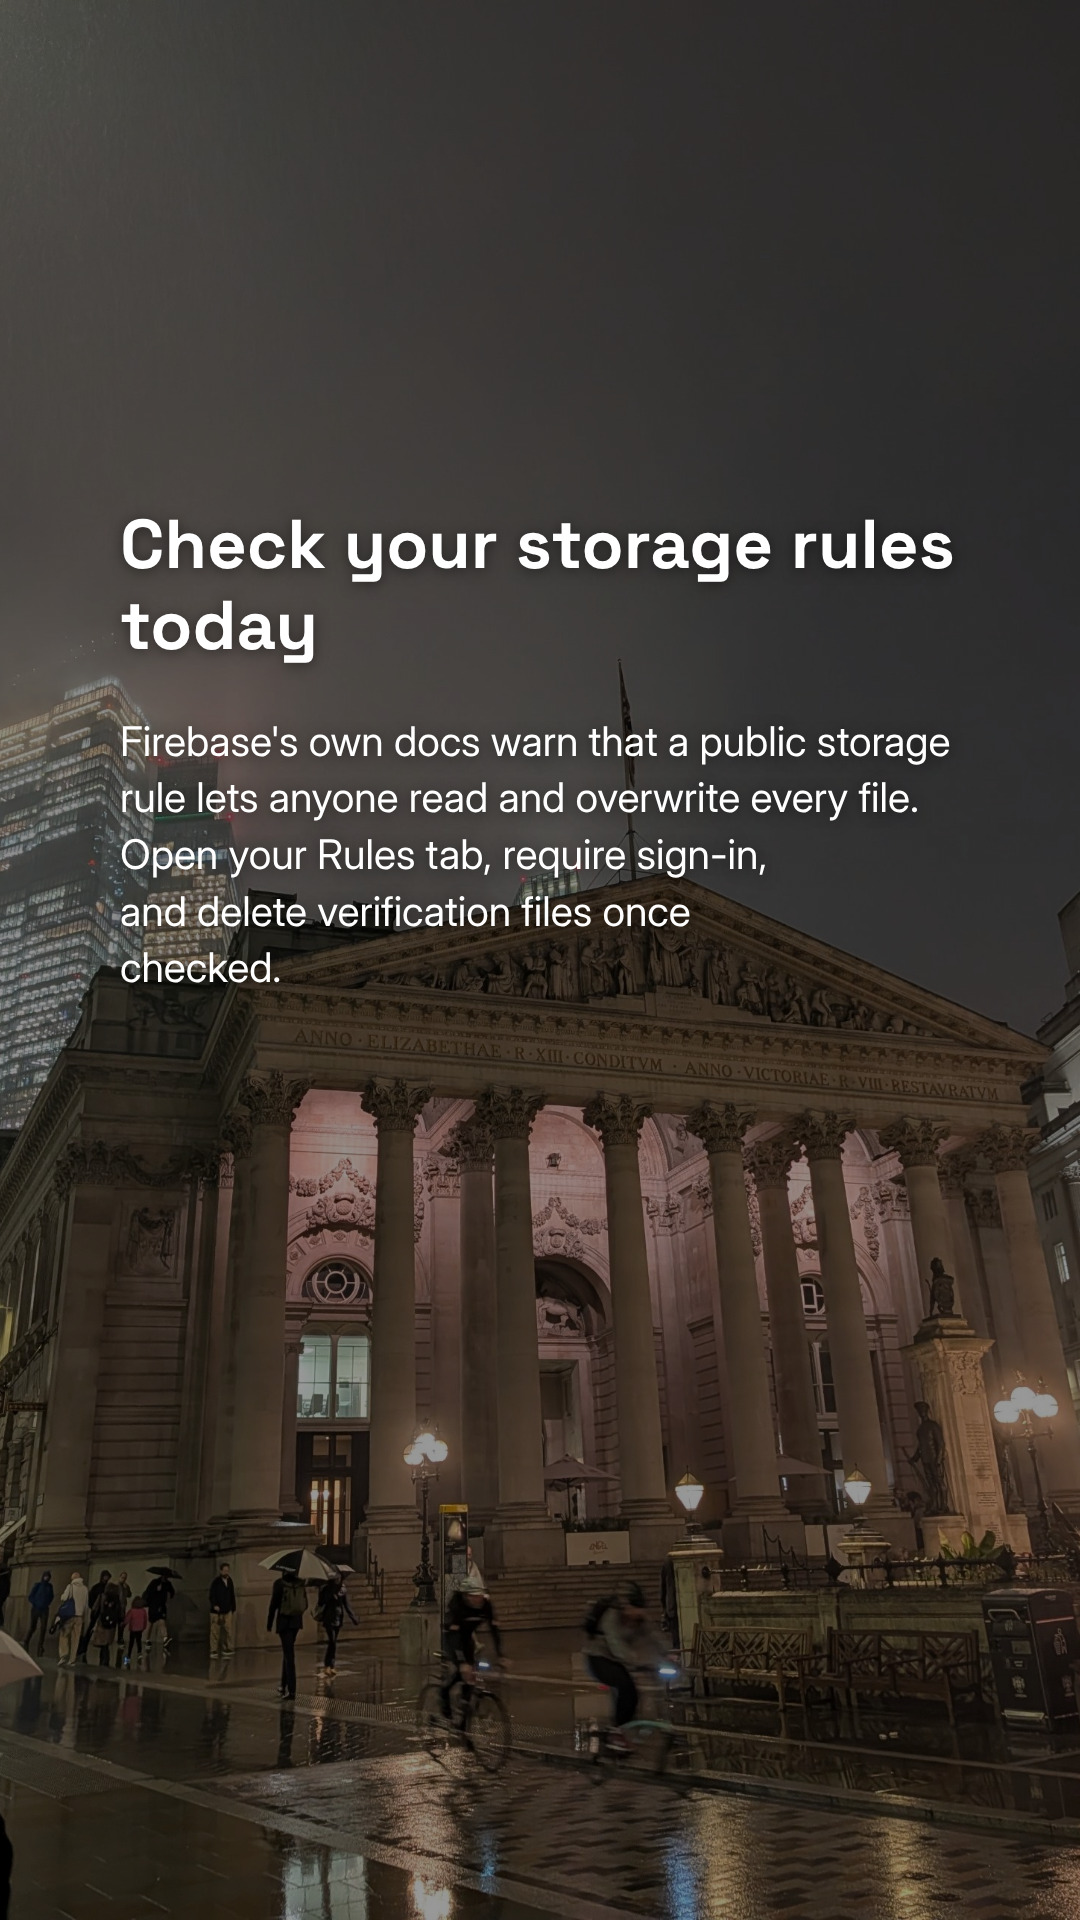 Check your storage rules
today
Firebase's own docs warn that a public storage
rule lets anyone read and overwrite every file.
Open your Rules tab, require sign-in,
and delete verification files once
checked.
ANNO · ELIZABETHAE · R · XIII · CONDITVM · ANNO · VICTORIAE · R · VIII · RESTAVRATVM